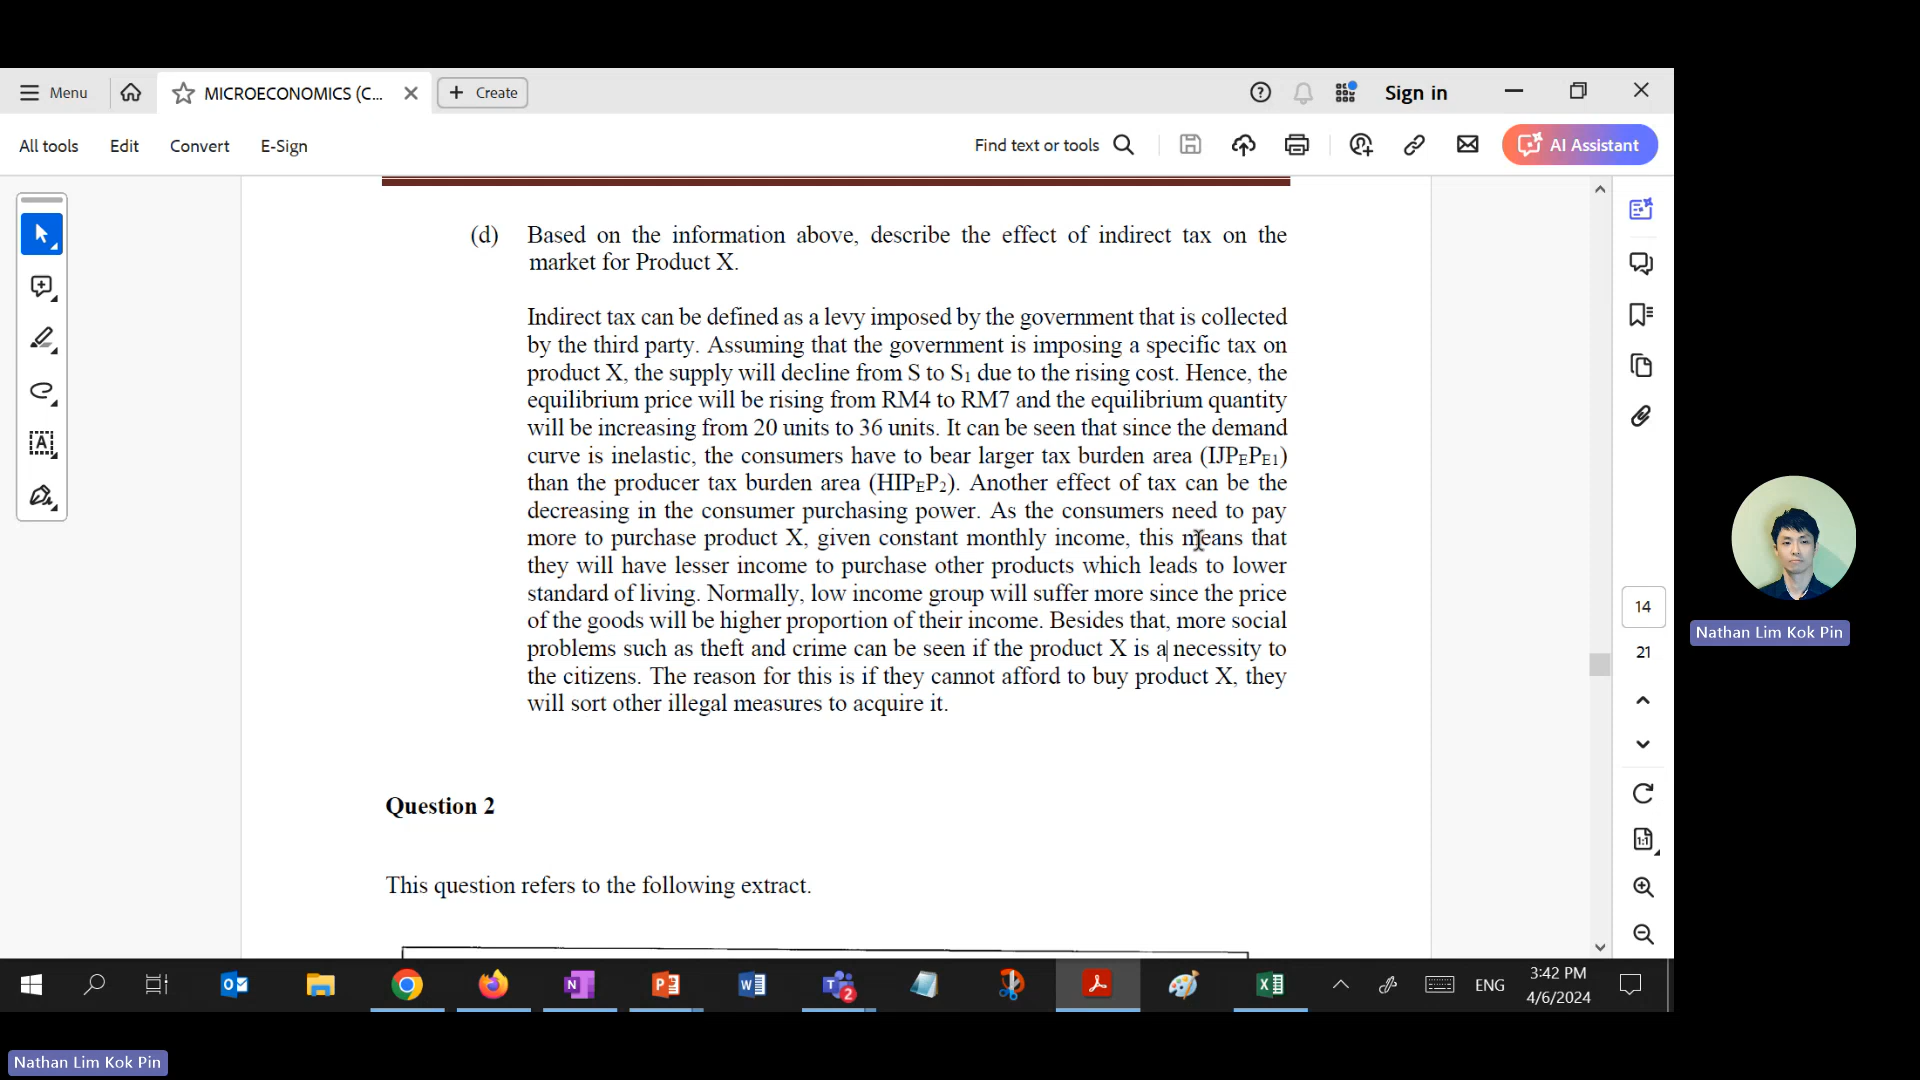 Menu
MICROECONOMICS (C...
Create
Sign in
All tools
Edit
Convert
E-Sign
Find text or tools
AI Assistant
(d) Based on the information above, describe the effect of indirect tax on the
market for Product X.
Indirect tax can be defined as a levy imposed by the government that is collected
by the third party. Assuming that the government is imposing a specific tax on
product X, the supply will decline from S to S1 due to the rising cost. Hence, the
equilibrium price will be rising from RM4 to RM7 and the equilibrium quantity
will be increasing from 20 units to 36 units. It can be seen that since the demand
curve is inelastic, the consumers have to bear larger tax burden area (IJPEPE1)
than the producer tax burden area (HIPEP2). Another effect of tax can be the
decreasing in the consumer purchasing power. As the consumers need to pay
more to purchase product X, given constant monthly income, this means that
they will have lesser income to purchase other products which leads to lower
standard of living. Normally, low income group will suffer more since the price
of the goods will be higher proportion of their income. Besides that, more social
problems such as theft and crime can be seen if the product X is a necessity to
the citizens. The reason for this is if they cannot afford to buy product X, they
will sort other illegal measures to acquire it.
Question 2
This question refers to the following extract.
14
21
Nathan Lim Kok Pin
ENG
3:42 PM
4/6/2024
2
Nathan Lim Kok Pin